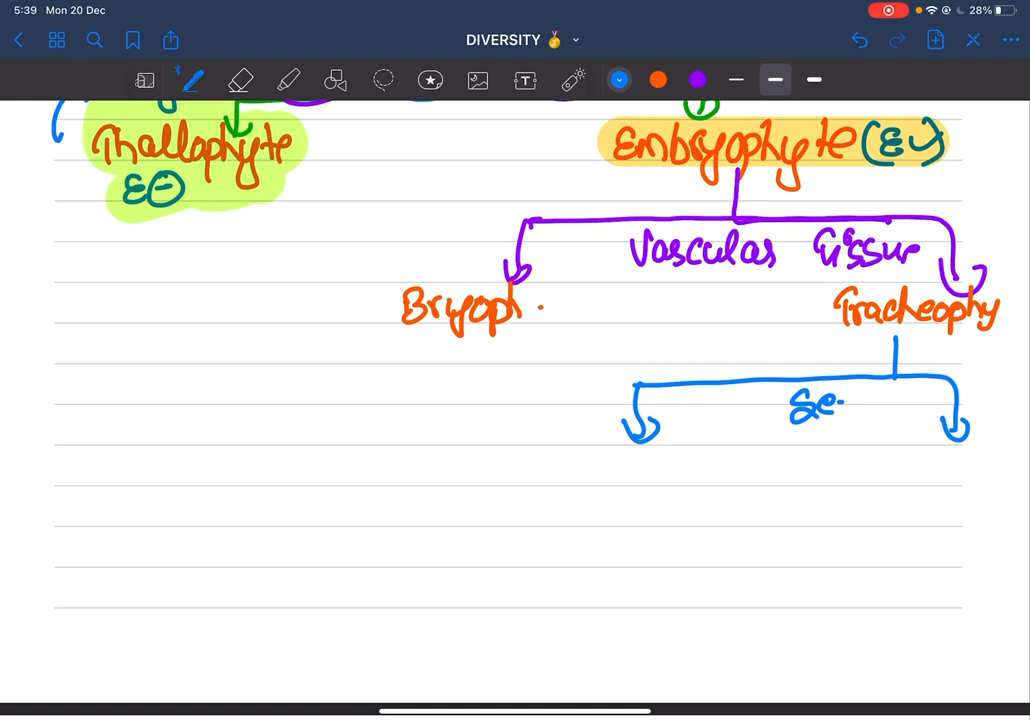 5:39 Mon 20 Dec 28%
DIVERSITY 🏅
T
Thallophyte Embryophyte (E✓)
E⊖
Vascular Tissue
Bryoph. Tracheophy
Se